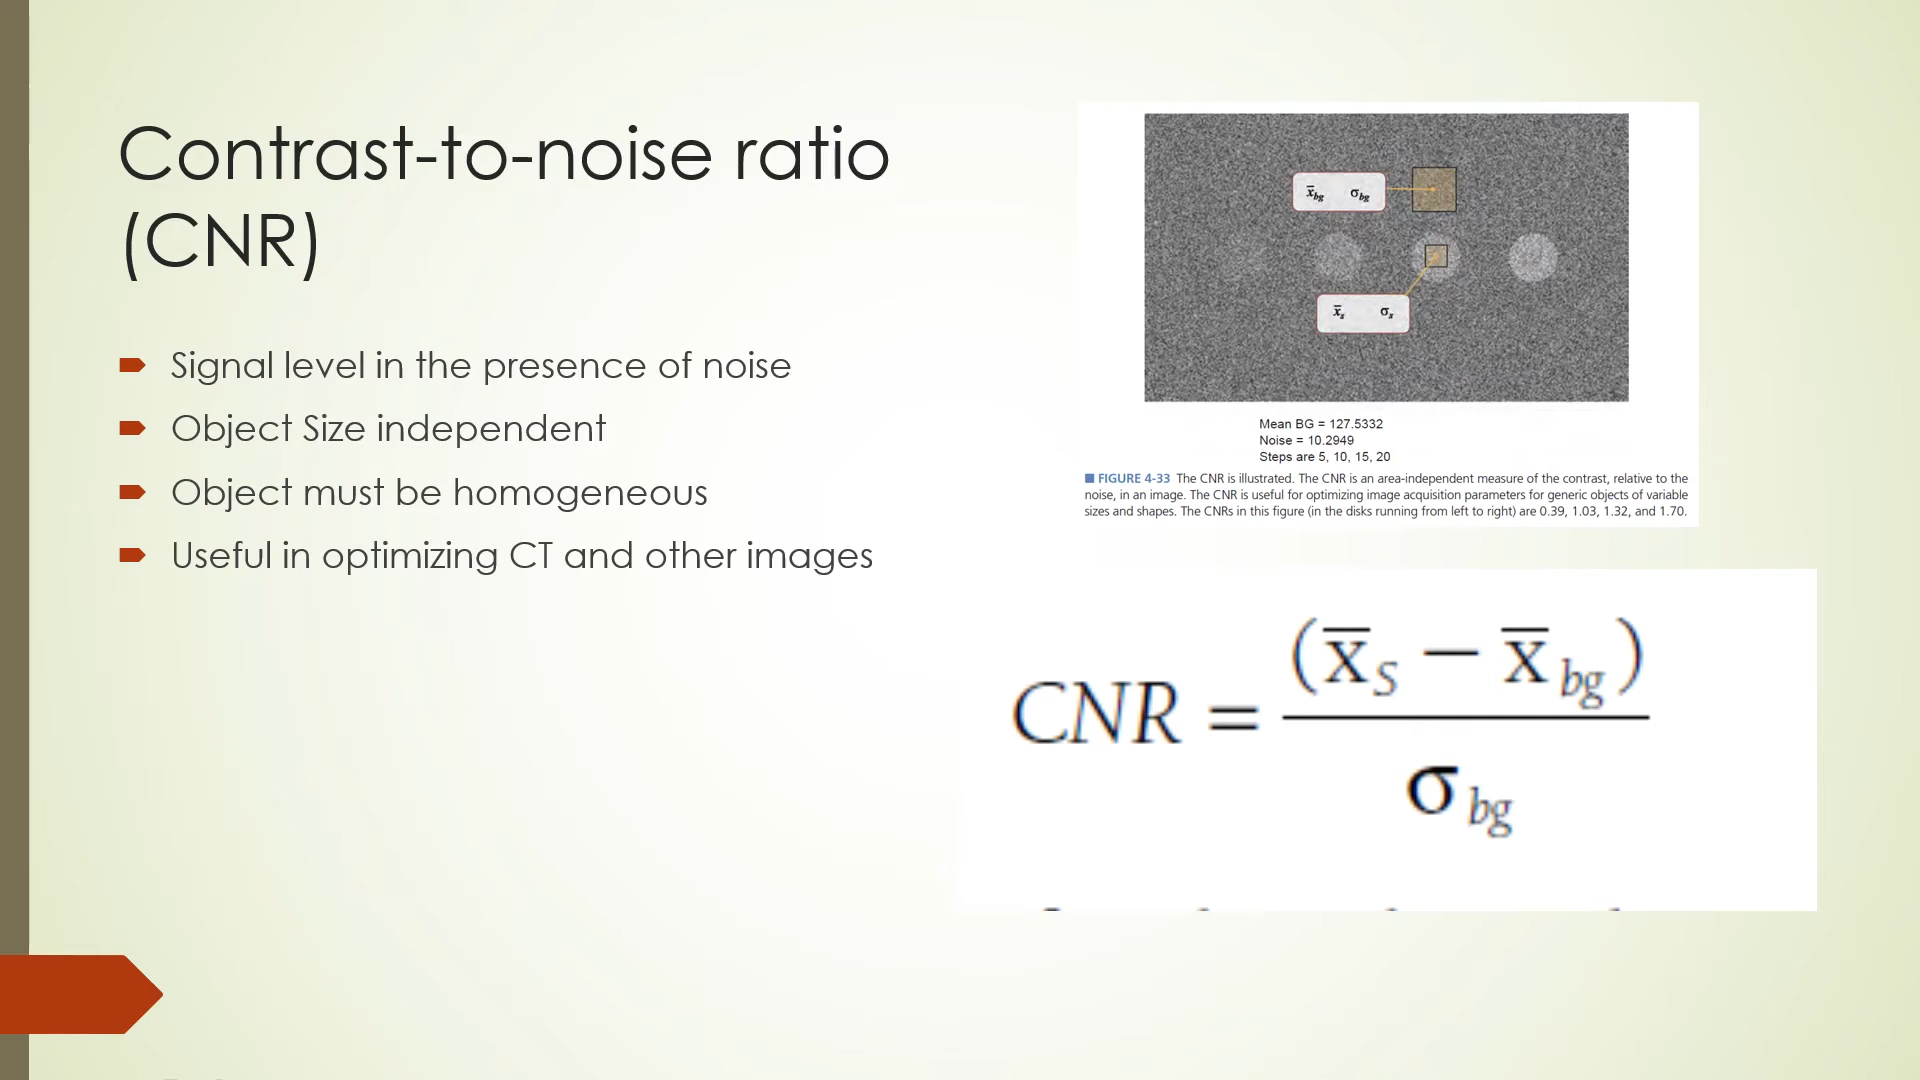 Contrast-to-noise ratio
(CNR)
Signal level in the presence of noise
Object Size independent
Object must be homogeneous
Useful in optimizing CT and other images
x̄bg σbg
x̄s σs
Mean BG = 127.5332
Noise = 10.2949
Steps are 5, 10, 15, 20
FIGURE 4-33 The CNR is illustrated. The CNR is an area-independent measure of the contrast, relative to the
noise, in an image. The CNR is useful for optimizing image acquisition parameters for generic objects of variable
sizes and shapes. The CNRs in this figure (in the disks running from left to right) are 0.39, 1.03, 1.32, and 1.70.
CNR = (x̄S − x̄bg) / σbg